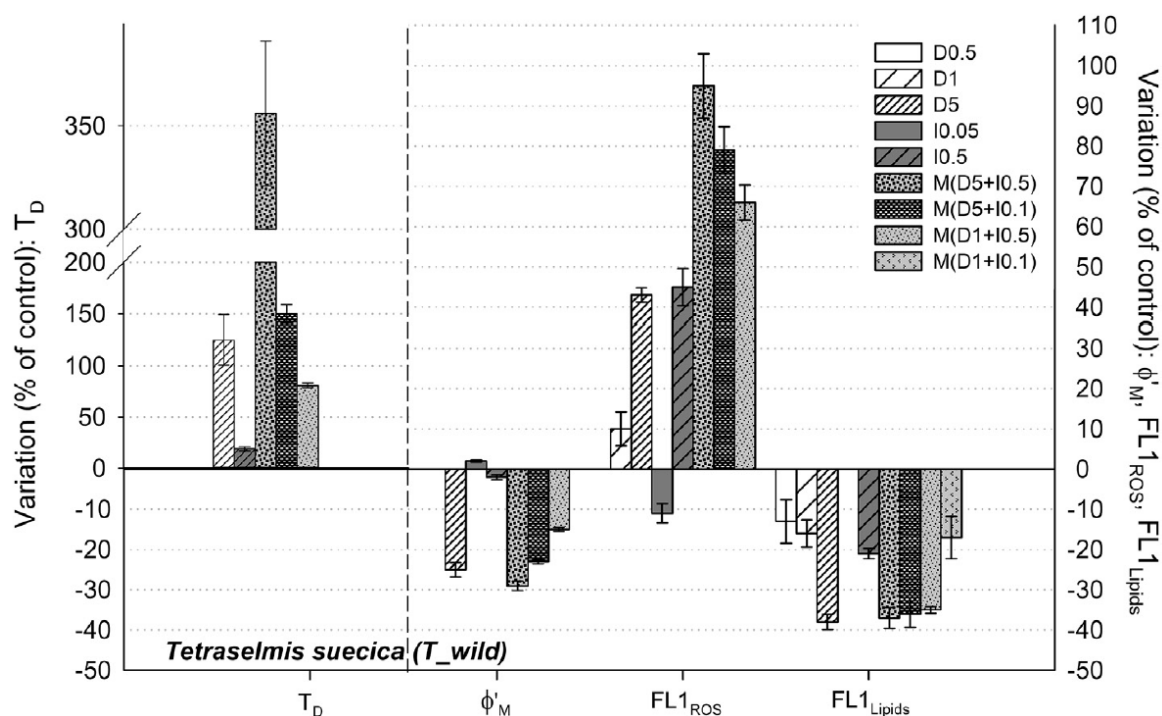 Variation (% of control): T_D
350
300
200
150
100
50
0
-10
-20
-30
-40
-50
110
100
90
80
70
60
50
40
30
20
10
0
-10
-20
-30
-40
-50
Variation (% of control): ϕ'_M, FL1_ROS, FL1_Lipids
D0.5
D1
D5
I0.05
I0.5
M(D5+I0.5)
M(D5+I0.1)
M(D1+I0.5)
M(D1+I0.1)
Tetraselmis suecica (T_wild)
T_D ϕ'_M FL1_ROS FL1_Lipids